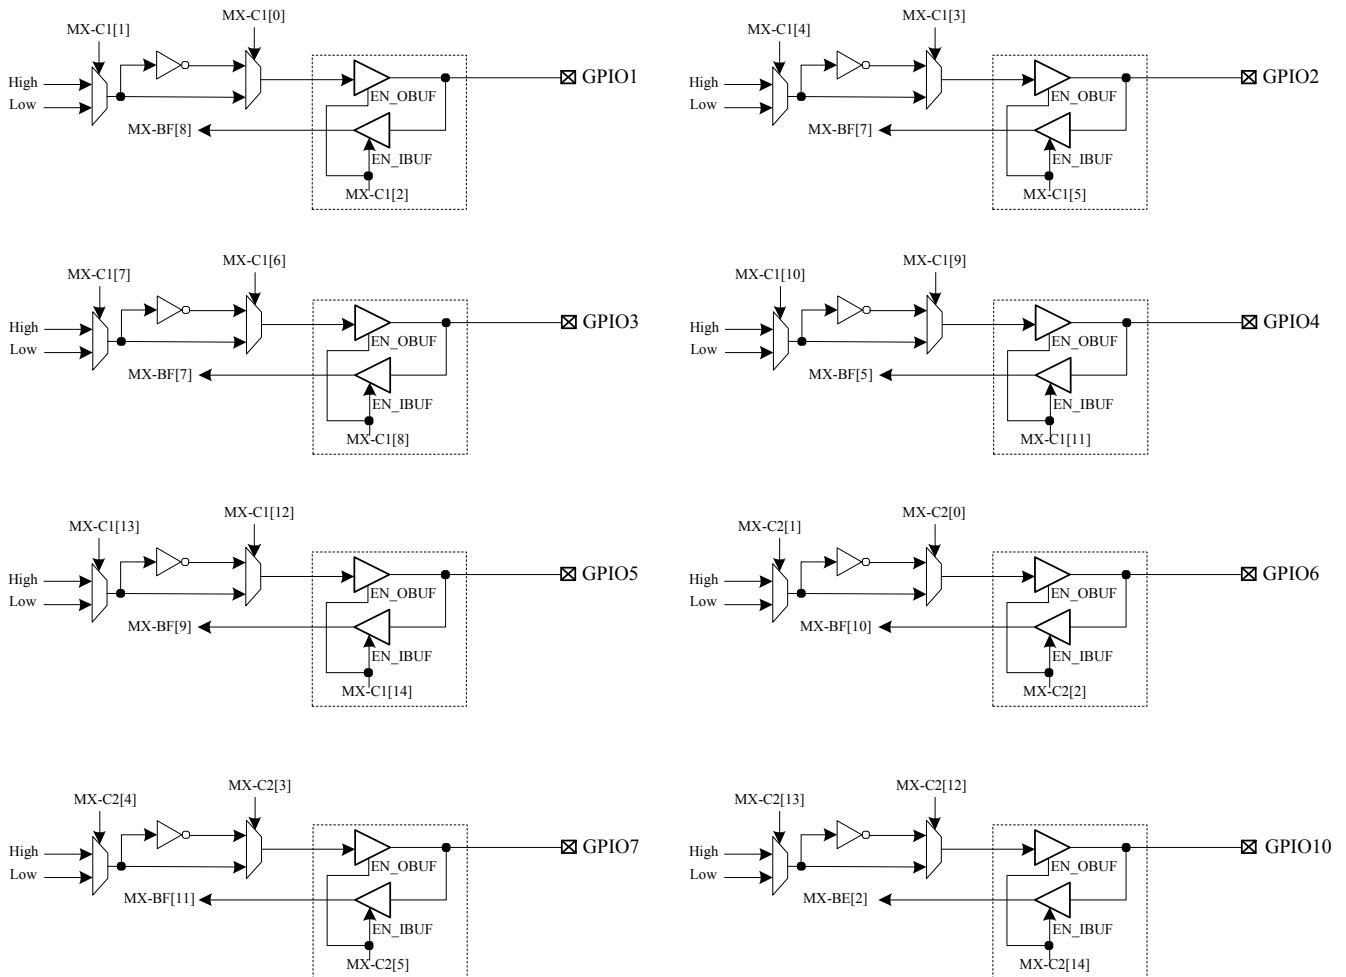 MX-C1[1]
MX-C1[0]
High
Low
GPIO1
EN_OBUF
MX-BF[8]
EN_IBUF
MX-C1[2]
MX-C1[4]
MX-C1[3]
High
Low
GPIO2
EN_OBUF
MX-BF[7]
EN_IBUF
MX-C1[5]
MX-C1[7]
MX-C1[6]
High
Low
GPIO3
EN_OBUF
MX-BF[7]
EN_IBUF
MX-C1[8]
MX-C1[10]
MX-C1[9]
High
Low
GPIO4
EN_OBUF
MX-BF[5]
EN_IBUF
MX-C1[11]
MX-C1[13]
MX-C1[12]
High
Low
GPIO5
EN_OBUF
MX-BF[9]
EN_IBUF
MX-C1[14]
MX-C2[1]
MX-C2[0]
High
Low
GPIO6
EN_OBUF
MX-BF[10]
EN_IBUF
MX-C2[2]
MX-C2[4]
MX-C2[3]
High
Low
GPIO7
EN_OBUF
MX-BF[11]
EN_IBUF
MX-C2[5]
MX-C2[13]
MX-C2[12]
High
Low
GPIO10
EN_OBUF
MX-BE[2]
EN_IBUF
MX-C2[14]